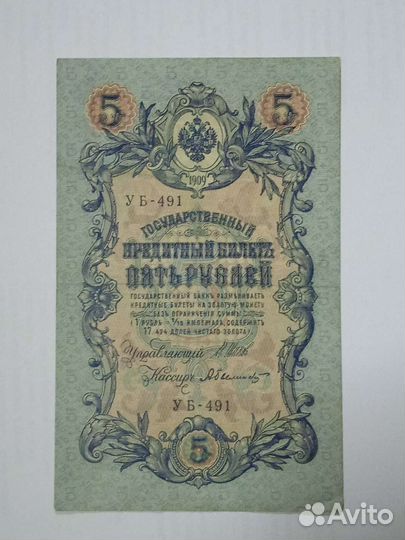 5 5
1909
УБ-491
ГОСУДАРСТВЕННЫЙ
КРЕДИТНЫЙ БИЛЕТЪ
ПЯТЬ РУБЛЕЙ
ГОСУДАРСТВЕННЫЙ БАНКЪ РАЗМѢНИВАЕТЪ
КРЕДИТНЫЕ БИЛЕТЫ НА ЗОЛОТУЮ МОНЕТУ
БЕЗЪ ОГРАНИЧЕНІЯ СУММЫ
(1 РУБЛЬ = 1/15 ИМПЕРІАЛА, СОДЕРЖИТЪ
17,424 ДОЛЕЙ ЧИСТАГО ЗОЛОТА)
Управляющій
Кассиръ
УБ-491
5
Avito